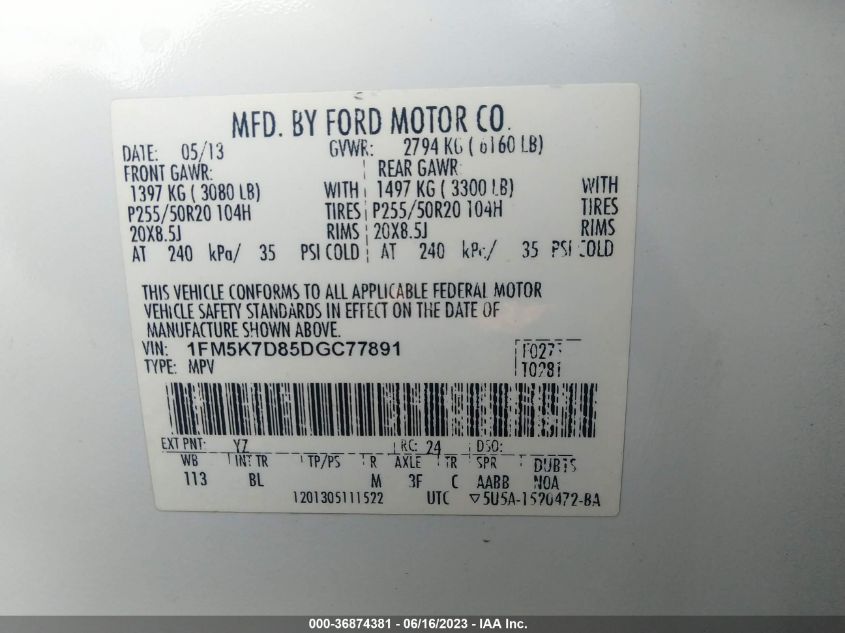 MFD. BY FORD MOTOR CO.
DATE: 05/13 GVWR: 2794 KG ( 6160 LB)
FRONT GAWR: REAR GAWR:
1397 KG ( 3080 LB) WITH 1497 KG ( 3300 LB) WITH
P255/50R20 104H TIRES P255/50R20 104H TIRES
20X8.5J RIMS 20X8.5J RIMS
AT 240 kPa/ 35 PSI COLD AT 240 kPa/ 35 PSI COLD
THIS VEHICLE CONFORMS TO ALL APPLICABLE FEDERAL MOTOR
VEHICLE SAFETY STANDARDS IN EFFECT ON THE DATE OF
MANUFACTURE SHOWN ABOVE.
VIN: 1FM5K7D85DGC77891
TYPE: MPV
EXT PNT: YZ RC: 24 DSO:
WB INT TR TP/PS R AXLE TR SPR
113 BL M 3F C AABB NOA
1201305111522 UTC
000-36874381 - 06/16/2023 - IAA Inc.